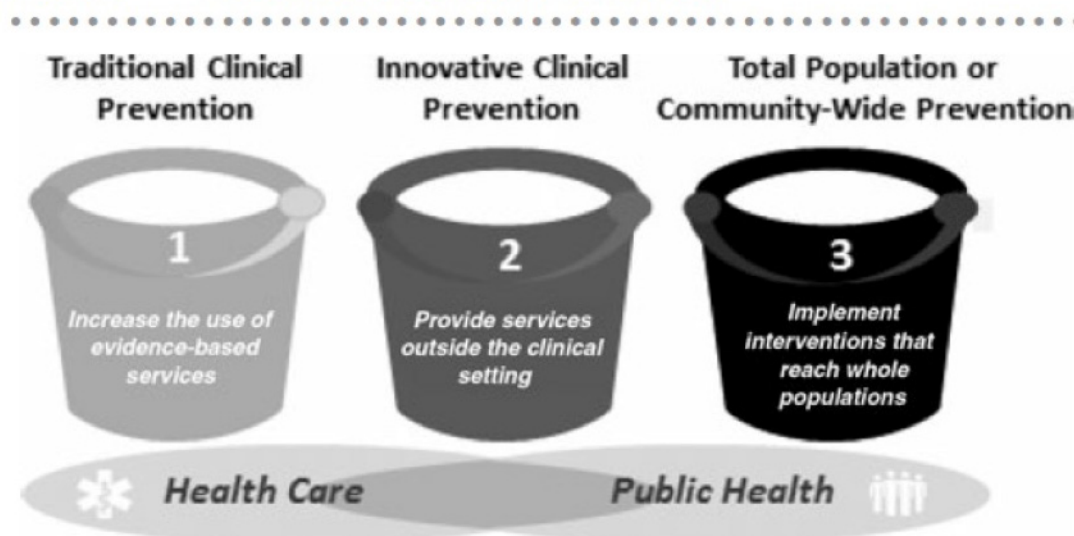 Traditional Clinical
Prevention
Innovative Clinical
Prevention
Total Population or
Community-Wide Prevention
1
Increase the use of
evidence-based
services
2
Provide services
outside the clinical
setting
3
Implement
interventions that
reach whole
populations
Health Care
Public Health